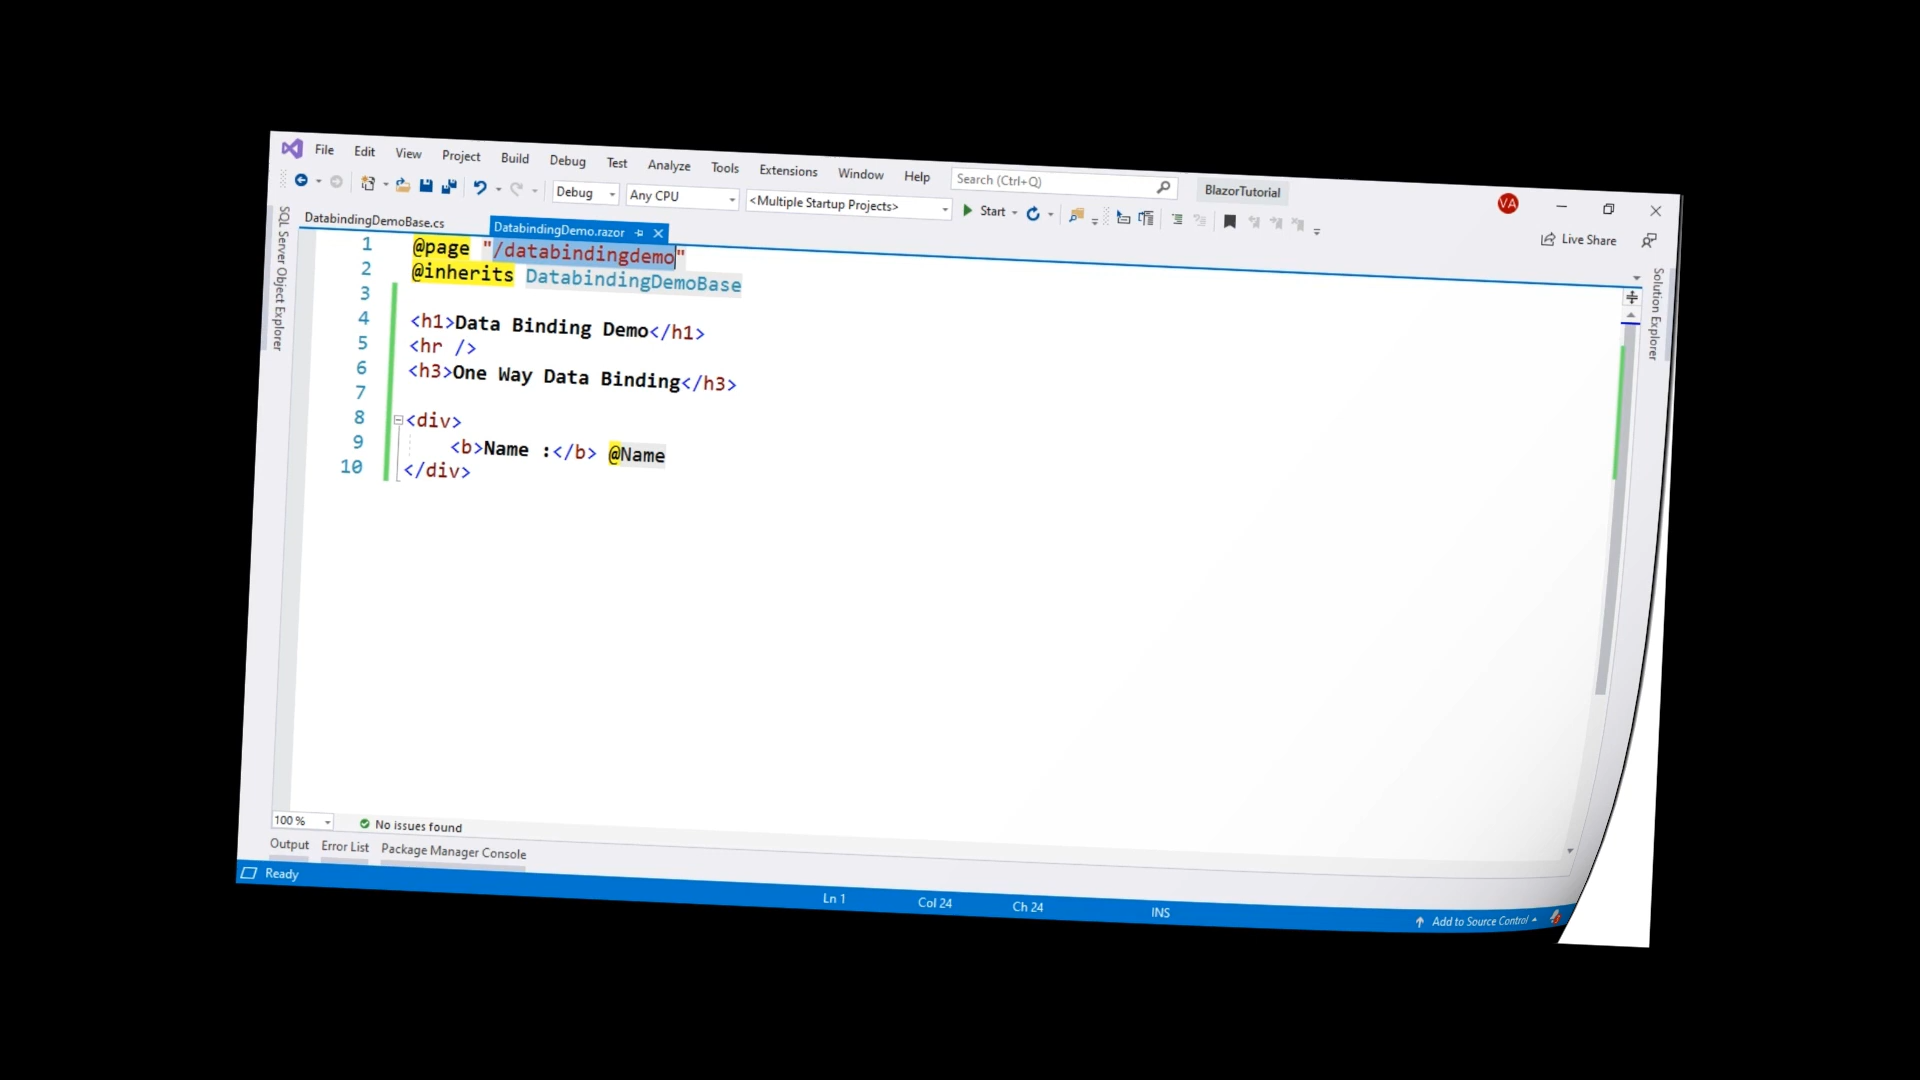 File Edit View Project Build Debug Test Analyze Tools Extensions Window Help Search (Ctrl+Q) BlazorTutorial VA
Debug Any CPU <Multiple Startup Projects> Start Live Share
SQL Server Object Explorer
DatabindingDemoBase.cs DatabindingDemo.razor
Solution Explorer
1 @page "/databindingdemo"
2 @inherits DatabindingDemoBase
3
4 <h1>Data Binding Demo</h1>
5 <hr />
6 <h3>One Way Data Binding</h3>
7
8 <div>
9 <b>Name :</b> @Name
10 </div>
100 % No issues found
Output Error List Package Manager Console
Ready Ln 1 Col 24 Ch 24 INS Add to Source Control